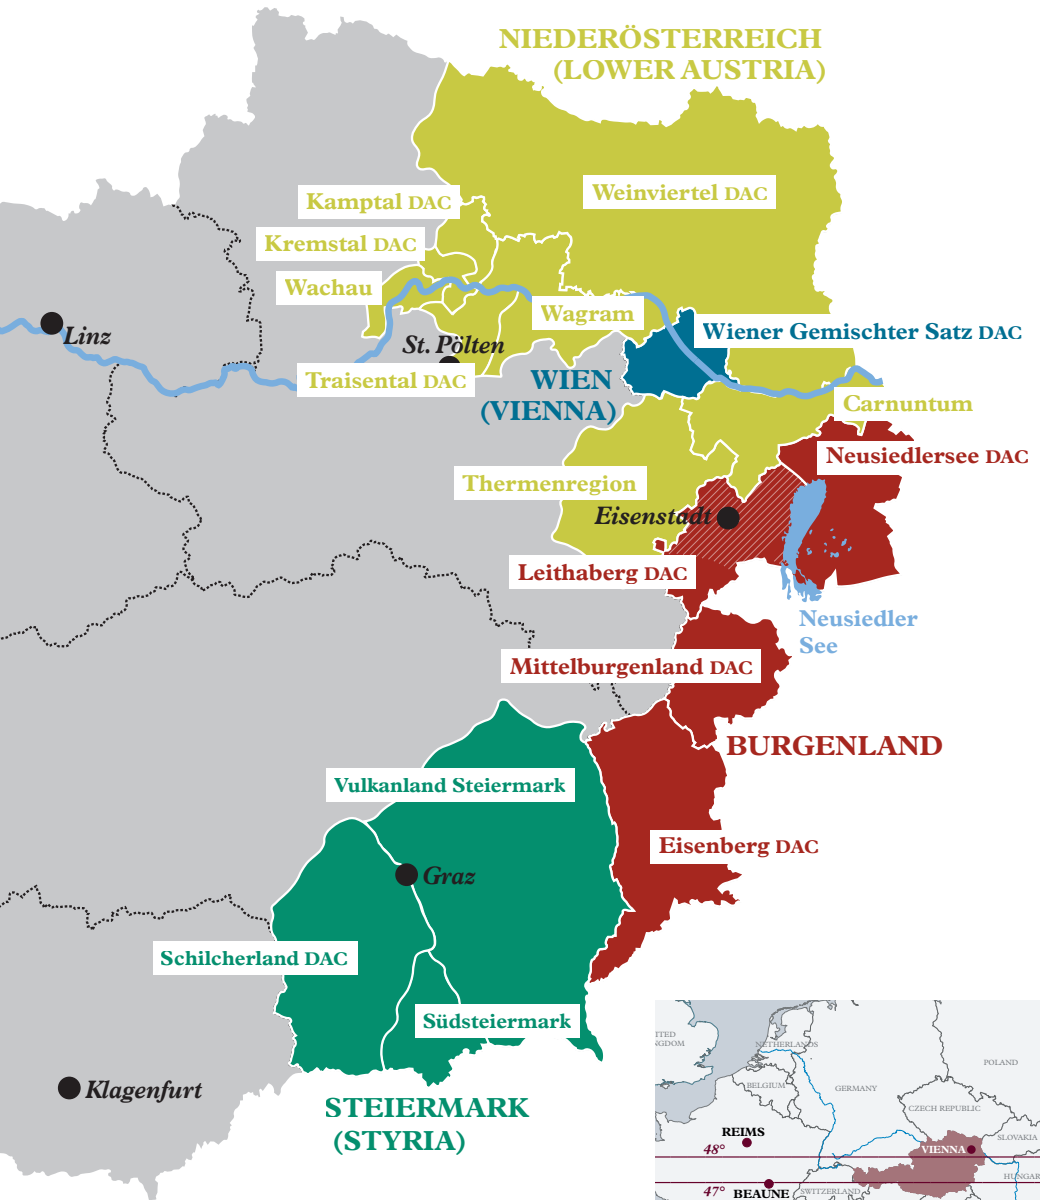 NIEDERÖSTERREICH
(LOWER AUSTRIA)
Kamptal DAC
Weinviertel DAC
Kremstal DAC
Wachau
Wagram
Linz
St. Pölten
Wiener Gemischter Satz DAC
Traisental DAC
WIEN
(VIENNA)
Carnuntum
Neusiedlersee DAC
Thermenregion
Eisenstadt
Leithaberg DAC
Neusiedler
See
Mittelburgenland DAC
BURGENLAND
Vulkanland Steiermark
Eisenberg DAC
Graz
Schilcherland DAC
Südsteiermark
Klagenfurt
STEIERMARK
(STYRIA)
ITED
NGDOM
NETHERLANDS
POLAND
BELGIUM
GERMANY
CZECH REPUBLIC
REIMS
SLOVAKIA
48°
VIENNA
HUNGAR
47°
BEAUNE
SWITZERLAND